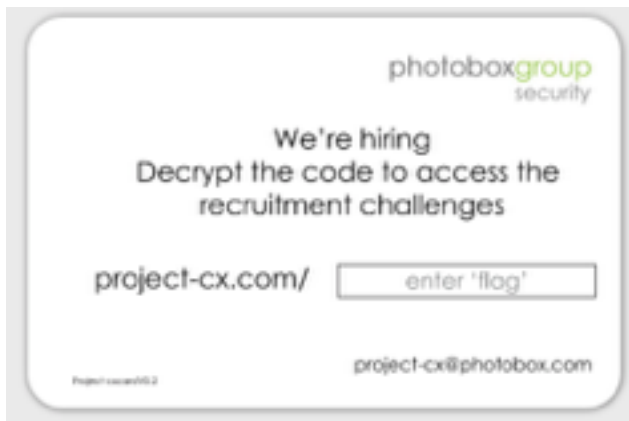 photoboxgroup
security
We're hiring
Decrypt the code to access the
recruitment challenges
project-cx.com/ enter 'flag'
project-cx@photobox.com